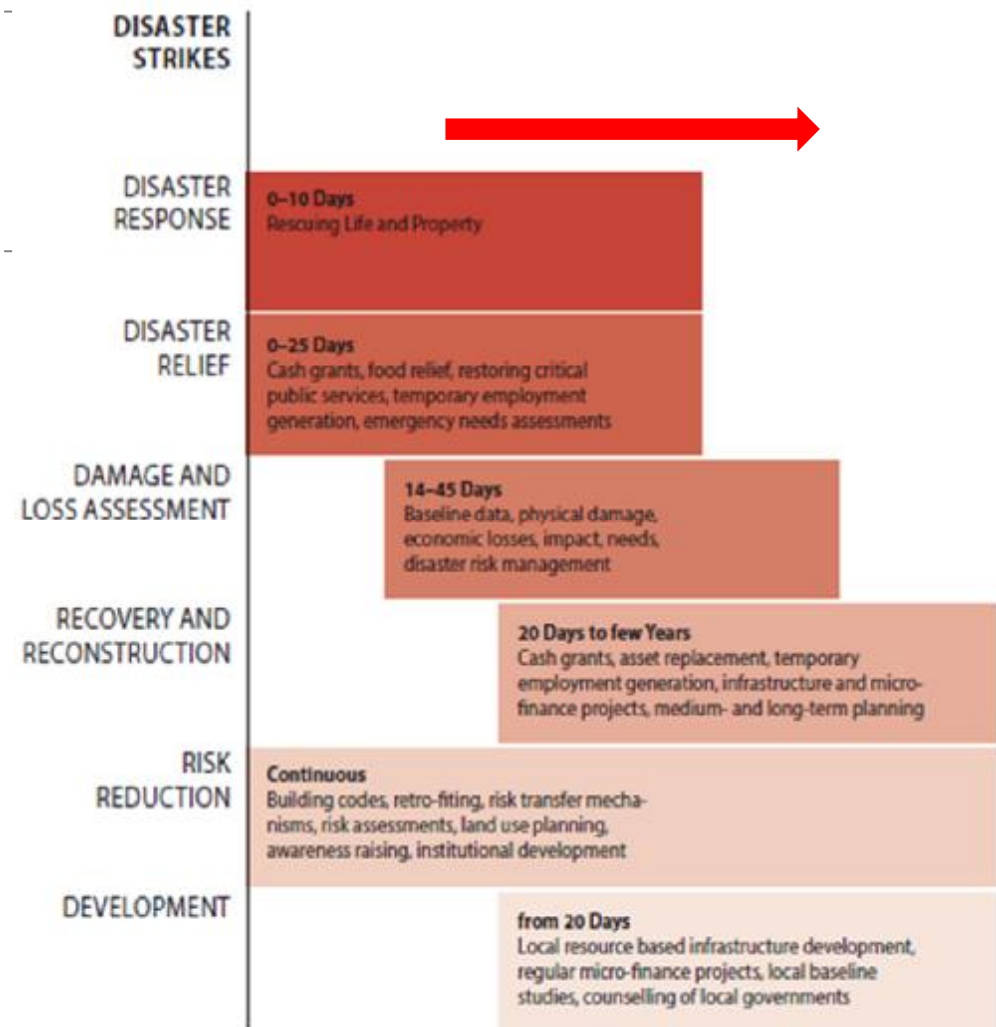 DISASTER
STRIKES
DISASTER
RESPONSE
0–10 Days
Rescuing Life and Property
DISASTER
RELIEF
0–25 Days
Cash grants, food relief, restoring critical
public services, temporary employment
generation, emergency needs assessments
DAMAGE AND
LOSS ASSESSMENT
14–45 Days
Baseline data, physical damage,
economic losses, impact, needs,
disaster risk management
RECOVERY AND
RECONSTRUCTION
20 Days to few Years
Cash grants, asset replacement, temporary
employment generation, infrastructure and micro-
finance projects, medium- and long-term planning
RISK
REDUCTION
Continuous
Building codes, retro-fiting, risk transfer mecha-
nisms, risk assessments, land use planning,
awareness raising, institutional development
DEVELOPMENT
from 20 Days
Local resource based infrastructure development,
regular micro-finance projects, local baseline
studies, counselling of local governments